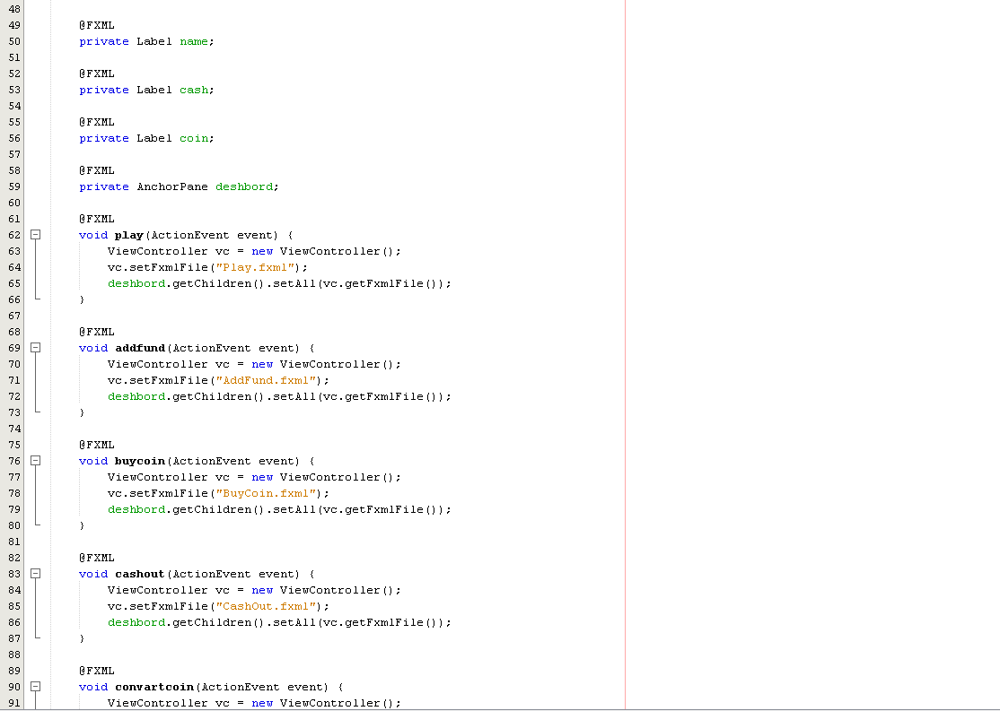 48
49 @FXML
50 private Label name;
51
52 @FXML
53 private Label cash;
54
55 @FXML
56 private Label coin;
57
58 @FXML
59 private AnchorPane deshbord;
60
61 @FXML
62 void play(ActionEvent event) {
63 ViewController vc = new ViewController();
64 vc.setFxmlFile("Play.fxml");
65 deshbord.getChildren().setAll(vc.getFxmlFile());
66 }
67
68 @FXML
69 void addfund(ActionEvent event) {
70 ViewController vc = new ViewController();
71 vc.setFxmlFile("AddFund.fxml");
72 deshbord.getChildren().setAll(vc.getFxmlFile());
73 }
74
75 @FXML
76 void buycoin(ActionEvent event) {
77 ViewController vc = new ViewController();
78 vc.setFxmlFile("BuyCoin.fxml");
79 deshbord.getChildren().setAll(vc.getFxmlFile());
80 }
81
82 @FXML
83 void cashout(ActionEvent event) {
84 ViewController vc = new ViewController();
85 vc.setFxmlFile("CashOut.fxml");
86 deshbord.getChildren().setAll(vc.getFxmlFile());
87 }
88
89 @FXML
90 void convartcoin(ActionEvent event) {
91 ViewController vc = new ViewController();